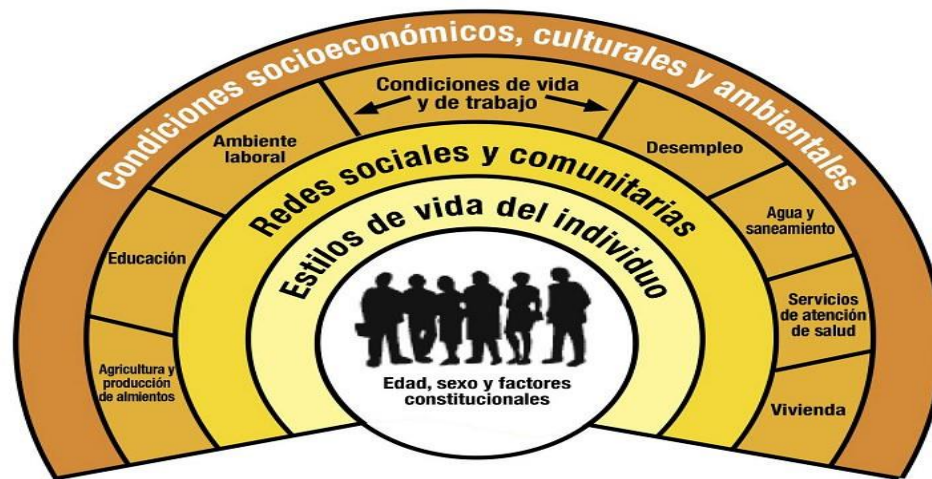 Condiciones socioeconómicos, culturales y ambientales
Condiciones de vida
y de trabajo
Ambiente
laboral
Desempleo
Educación
Agua y
saneamiento
Agricultura y
producción
de almientos
Servicios
de atención
de salud
Vivienda
Redes sociales y comunitarias
Estilos de vida del individuo
Edad, sexo y factores
constitucionales